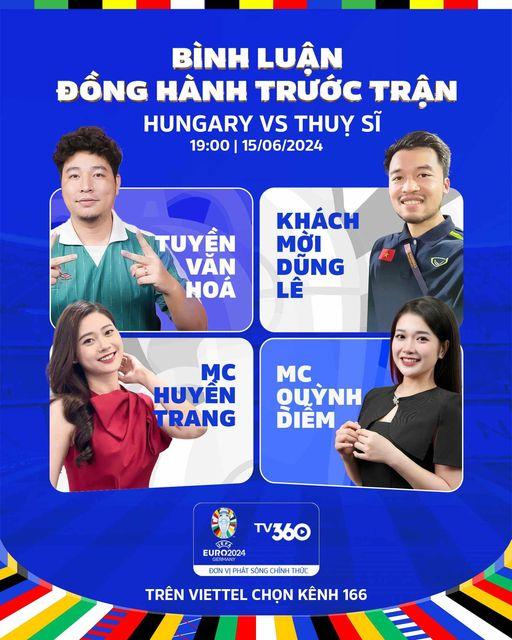 BÌNH LUẬN
ĐỒNG HÀNH TRƯỚC TRẬN
HUNGARY VS THUỴ SĨ
19:00 | 15/06/2024
TUYỀN
VĂN
HOÁ
KHÁCH
MỜI
DŨNG
LÊ
MC
HUYỀN
TRANG
MC
QUỲNH
DIỄM
UEFA
EURO2024
GERMANY
TV360
ĐƠN VỊ PHÁT SÓNG CHÍNH THỨC
TRÊN VIETTEL CHỌN KÊNH 166